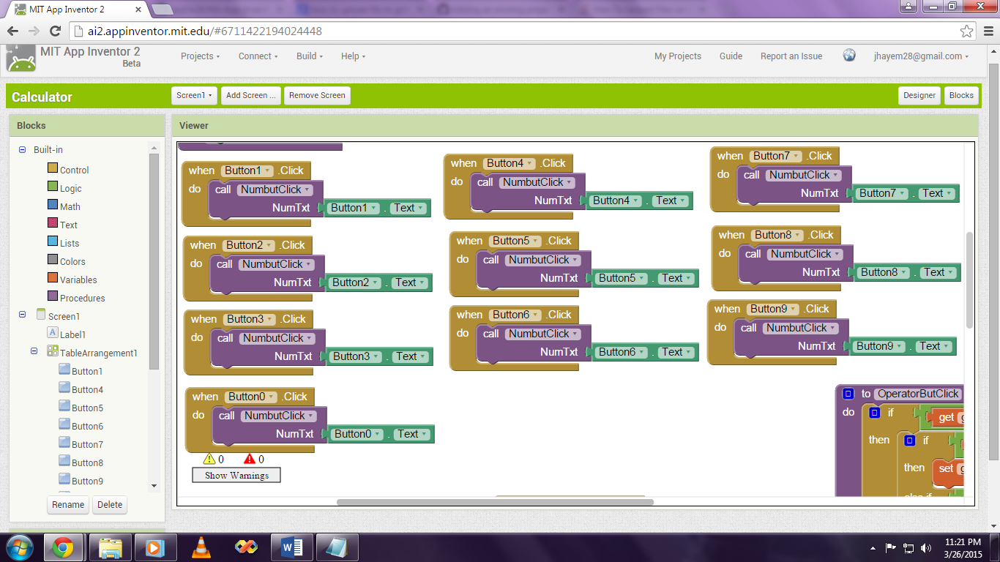 MIT App Inventor 2
ai2.appinventor.mit.edu/#6711422194024448
MIT App Inventor 2
Beta
Projects Connect Build Help My Projects Guide Report an Issue jhayem28@gmail.com
Calculator Screen1 Add Screen ... Remove Screen Designer Blocks
Blocks
Built-in
Control
Logic
Math
Text
Lists
Colors
Variables
Procedures
Screen1
Label1
TableArrangement1
Button1
Button4
Button5
Button6
Button7
Button8
Button9
Rename Delete
Viewer
when Button1 .Click
do call NumbutClick
NumTxt Button1 . Text
when Button2 .Click
do call NumbutClick
NumTxt Button2 . Text
when Button3 .Click
do call NumbutClick
NumTxt Button3 . Text
when Button0 .Click
do call NumbutClick
NumTxt Button0 . Text
0 0
Show Warnings
when Button4 .Click
do call NumbutClick
NumTxt Button4 . Text
when Button5 .Click
do call NumbutClick
NumTxt Button5 . Text
when Button6 .Click
do call NumbutClick
NumTxt Button6 . Text
when Button7 .Click
do call NumbutClick
NumTxt Button7 . Text
when Button8 .Click
do call NumbutClick
NumTxt Button8 . Text
when Button9 .Click
do call NumbutClick
NumTxt Button9 . Text
to OperatorButClick
do if get
then if
then set
11:21 PM
3/26/2015